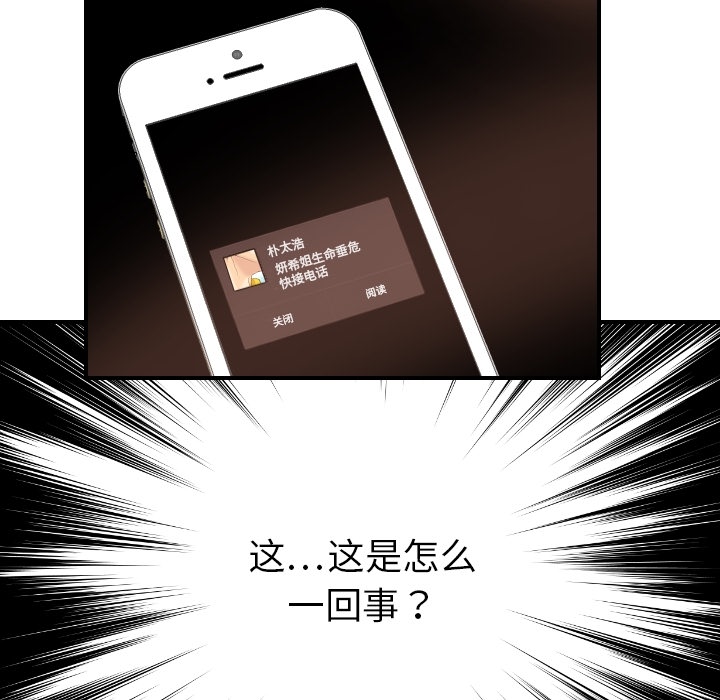 朴太浩
妍希姐生命垂危
快接电话
关闭
阅读
这...这是怎么
一回事？